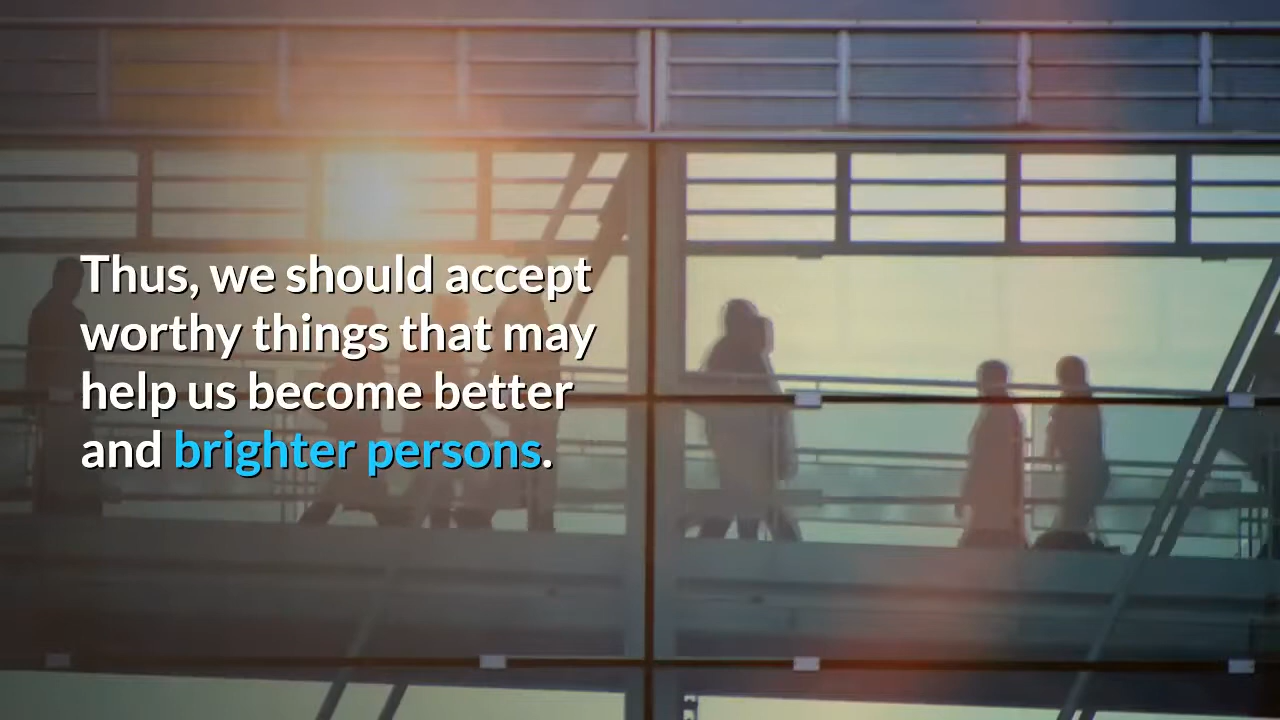 Thus, we should accept
worthy things that may
help us become better
and brighter persons.